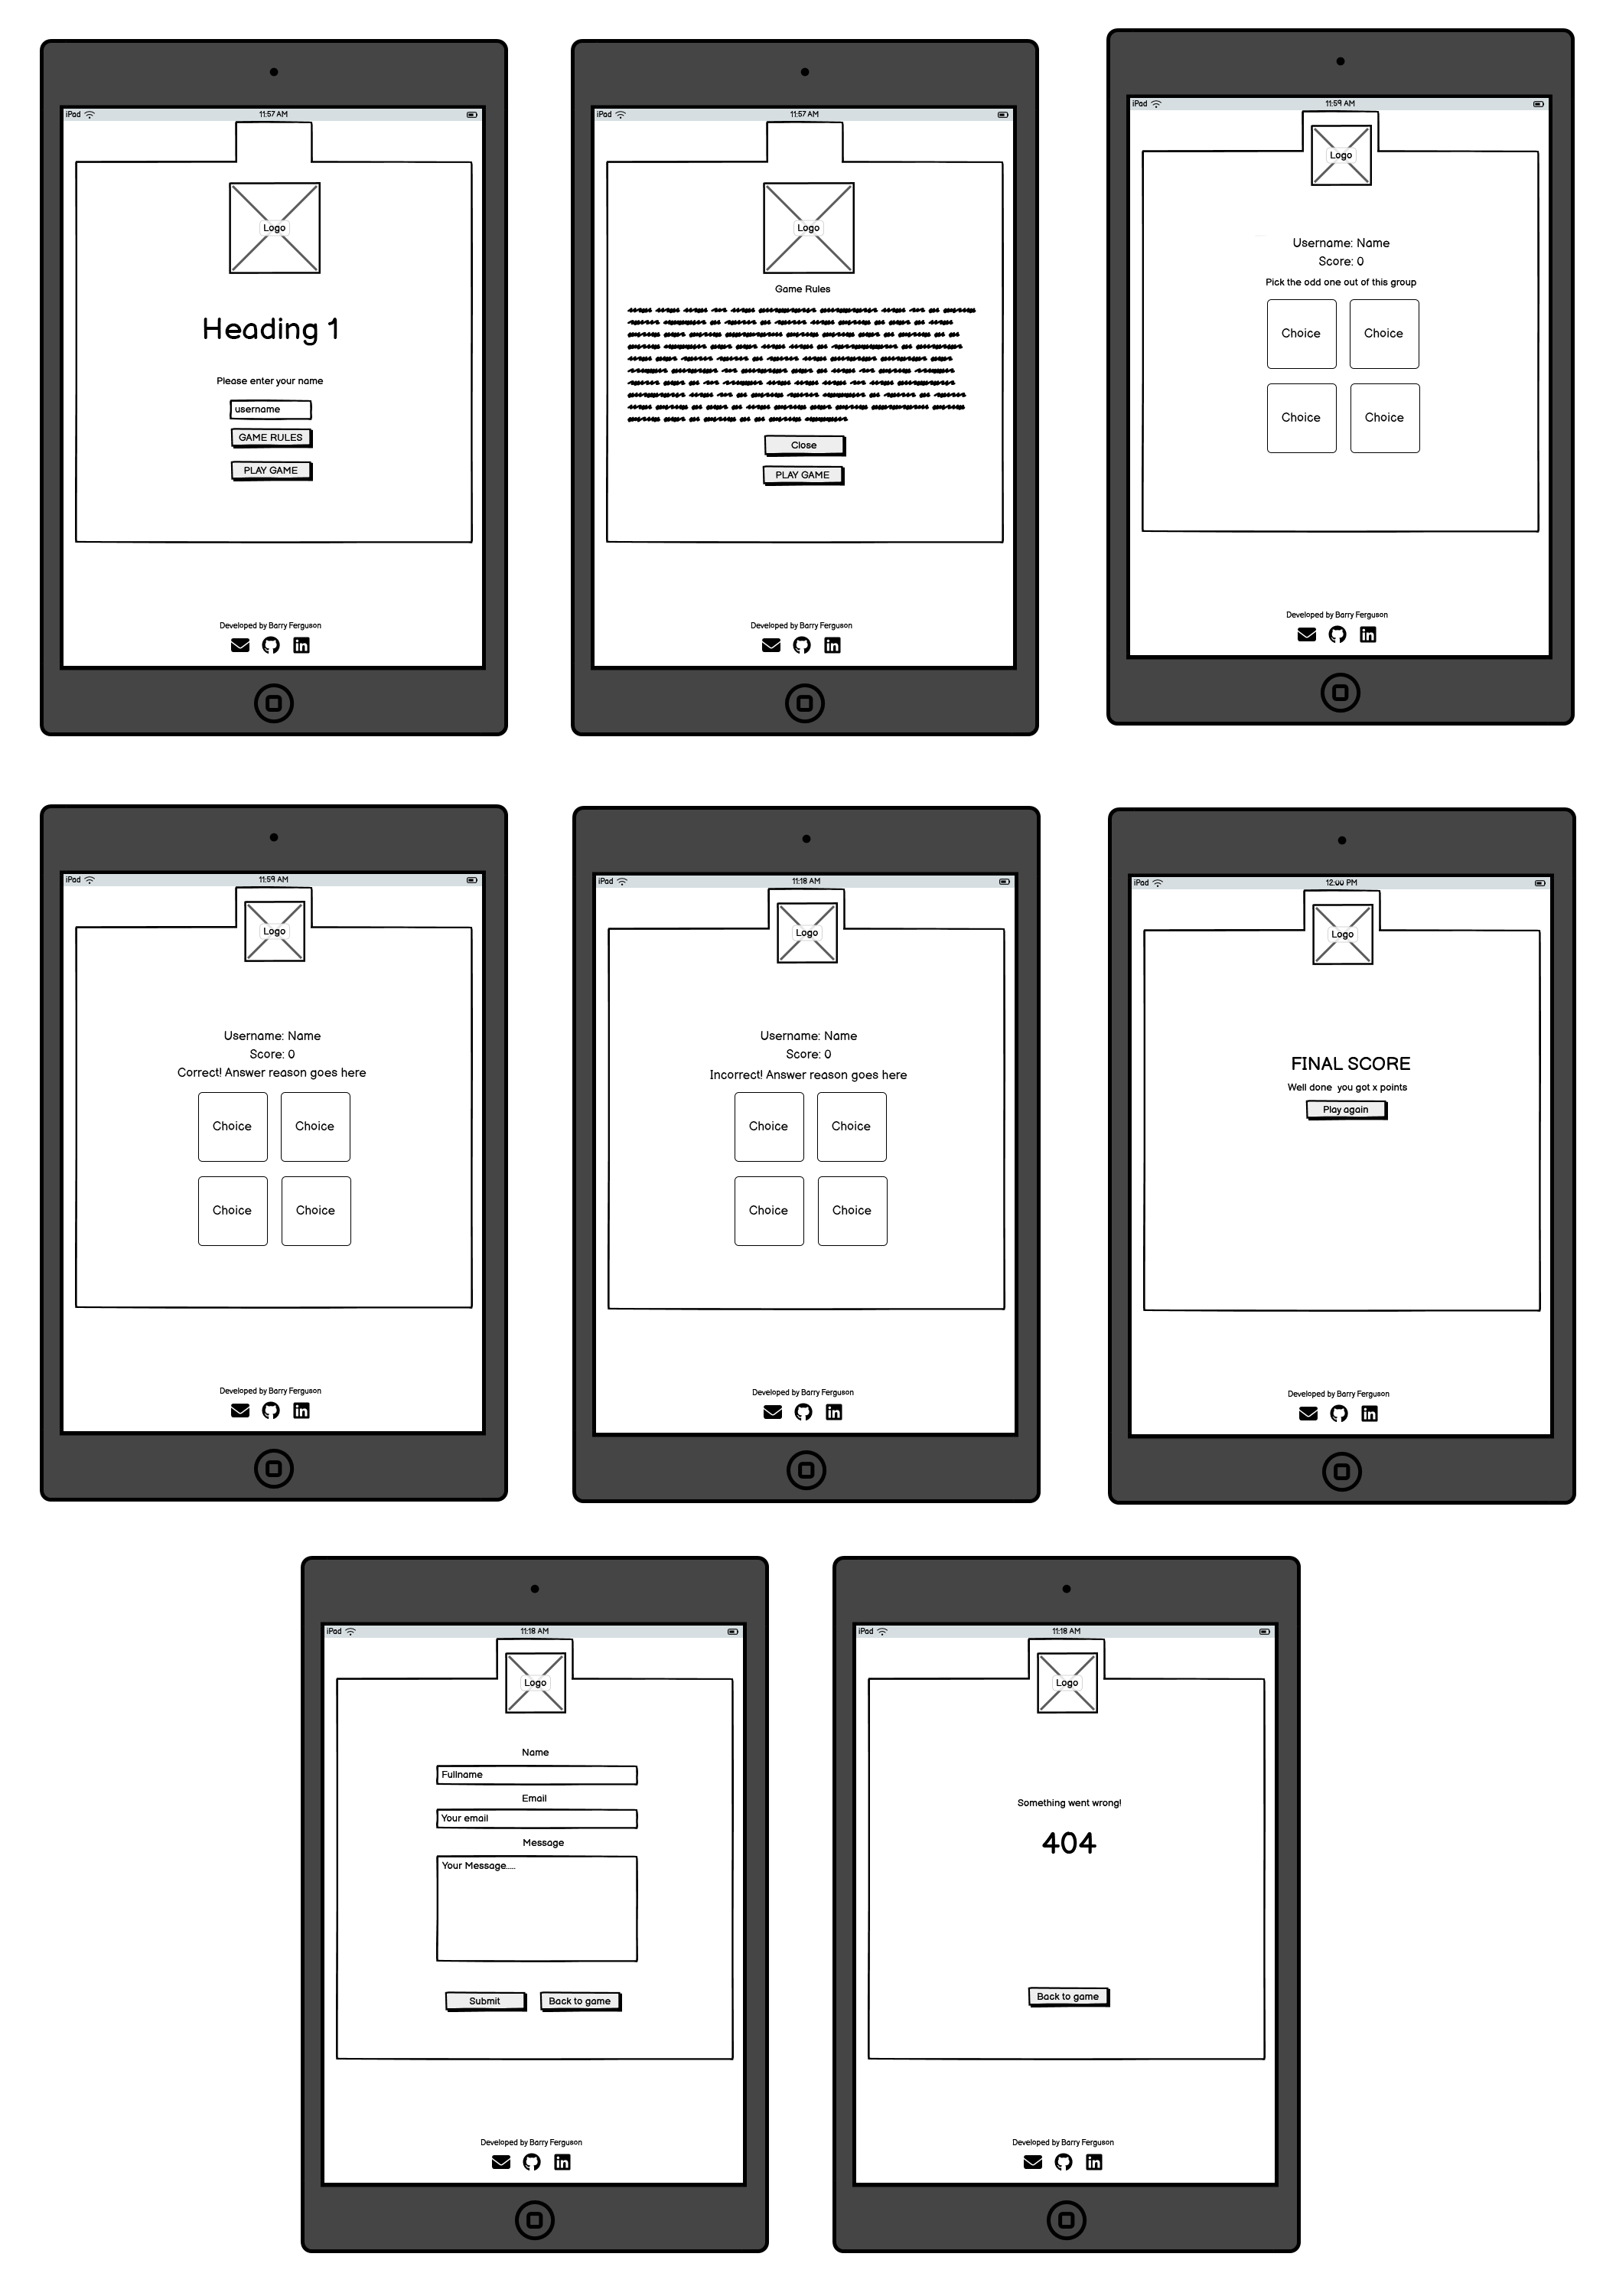 iPad 11:57 AM
Logo
Heading 1
Please enter your name
username
GAME RULES
PLAY GAME
Developed by Barry Ferguson
in
iPad 11:57 AM
Logo
Game Rules
Close
PLAY GAME
Developed by Barry Ferguson
in
iPad 11:59 AM
Logo
Username: Name
Score: 0
Pick the odd one out of this group
Choice Choice
Choice Choice
Developed by Barry Ferguson
in
iPad 11:59 AM
Logo
Username: Name
Score: 0
Correct! Answer reason goes here
Choice Choice
Choice Choice
Developed by Barry Ferguson
in
iPad 11:18 AM
Logo
Username: Name
Score: 0
Incorrect! Answer reason goes here
Choice Choice
Choice Choice
Developed by Barry Ferguson
in
iPad 12:00 PM
Logo
FINAL SCORE
Well done you got x points
Play again
Developed by Barry Ferguson
in
iPad 11:18 AM
Logo
Name
Fullname
Email
Your email
Message
Your Message.....
Submit Back to game
Developed by Barry Ferguson
in
iPad 11:18 AM
Logo
Something went wrong!
404
Back to game
Developed by Barry Ferguson
in